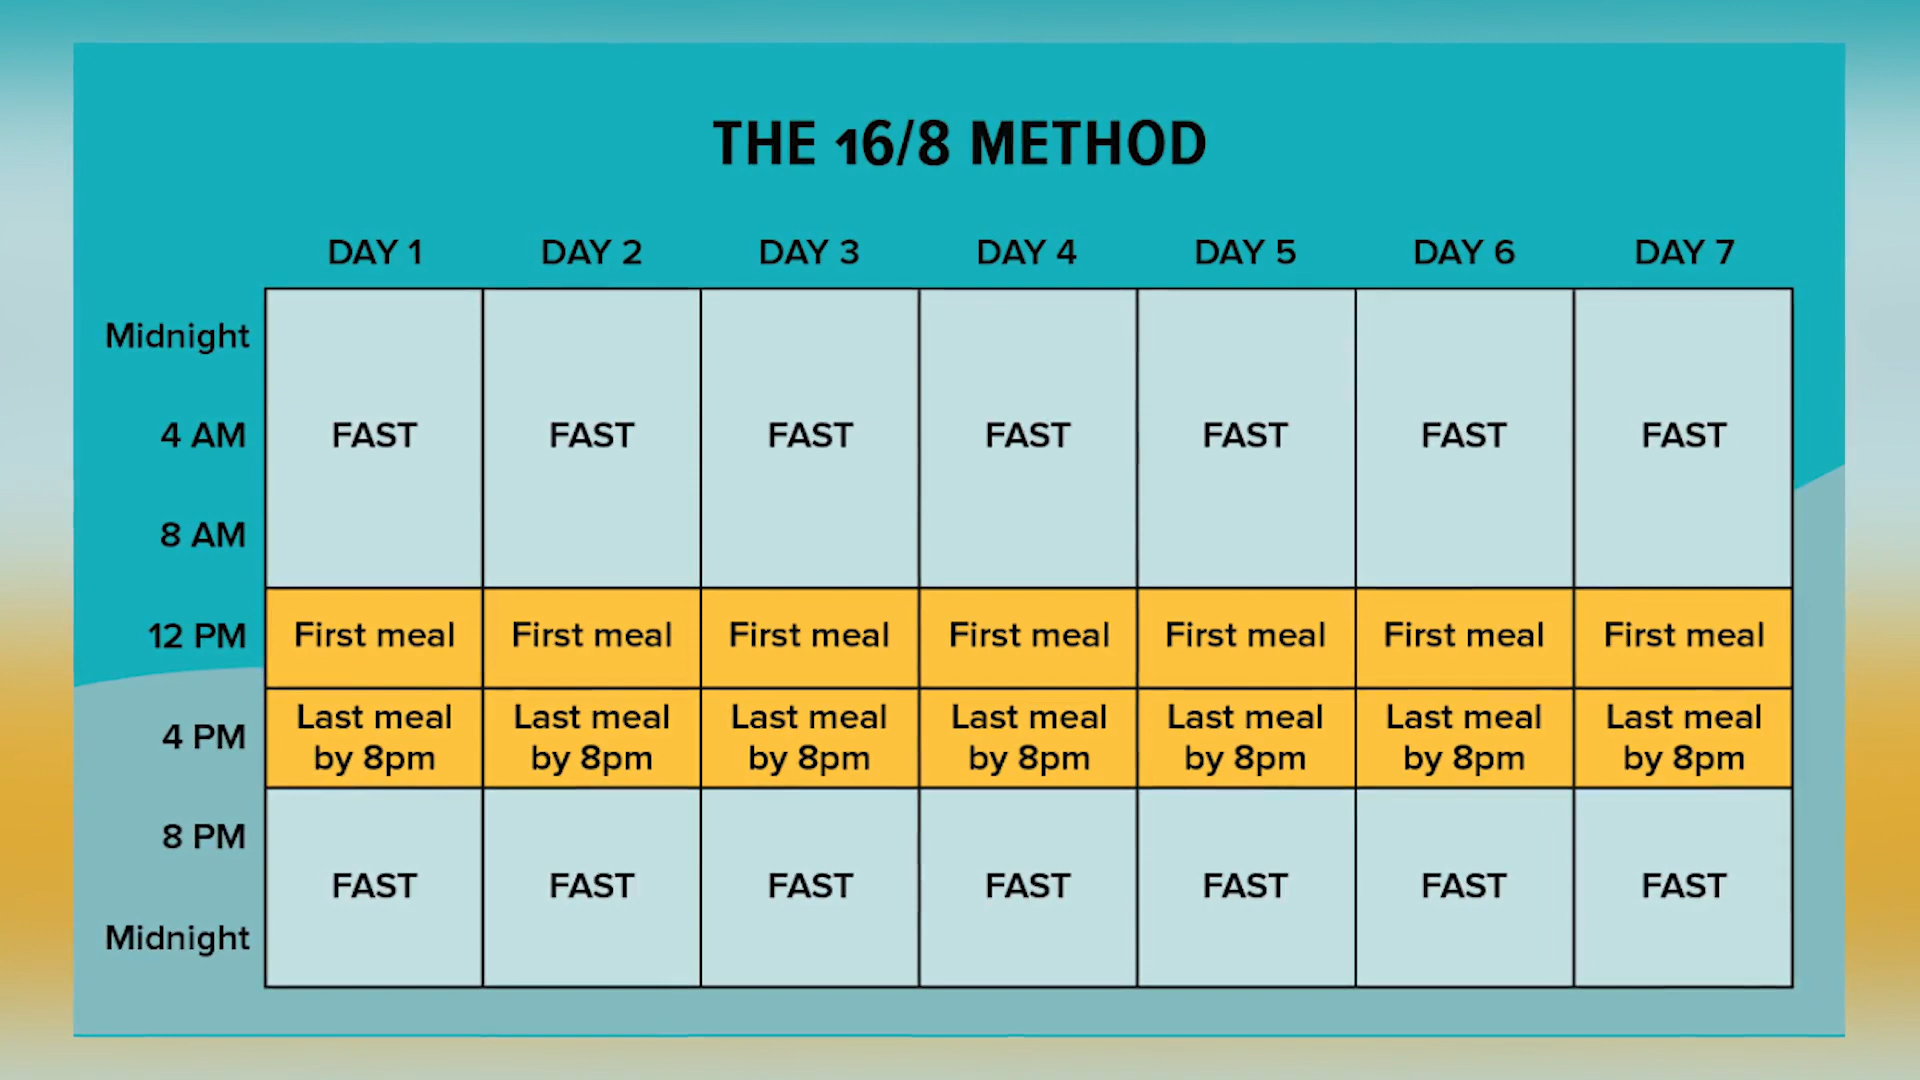 THE 16/8 METHOD
DAY 1 DAY 2 DAY 3 DAY 4 DAY 5 DAY 6 DAY 7
Midnight
4 AM FAST FAST FAST FAST FAST FAST FAST
8 AM
12 PM First meal First meal First meal First meal First meal First meal First meal
Last meal Last meal Last meal Last meal Last meal Last meal Last meal
4 PM
by 8pm by 8pm by 8pm by 8pm by 8pm by 8pm by 8pm
8 PM
FAST FAST FAST FAST FAST FAST FAST
Midnight